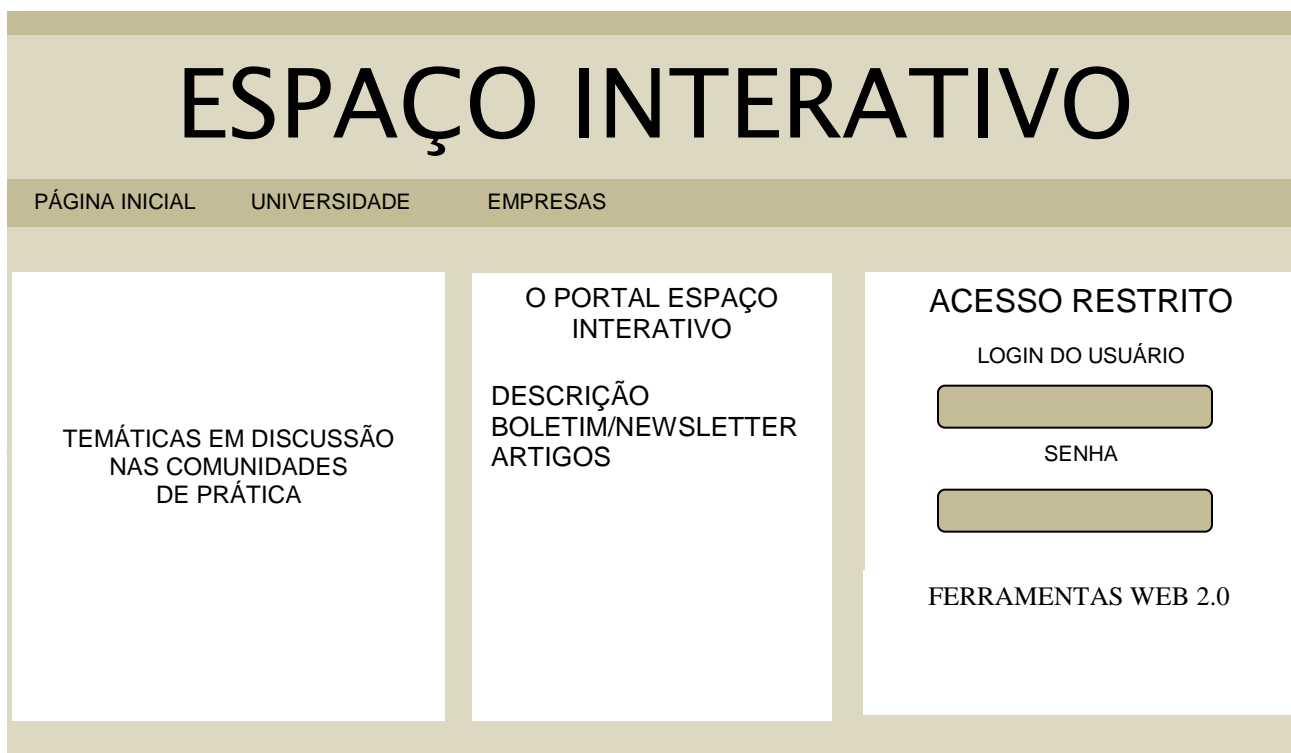 ESPAÇO INTERATIVO
PÁGINA INICIAL UNIVERSIDADE EMPRESAS
TEMÁTICAS EM DISCUSSÃO
NAS COMUNIDADES
DE PRÁTICA
O PORTAL ESPAÇO
INTERATIVO
DESCRIÇÃO
BOLETIM/NEWSLETTER
ARTIGOS
ACESSO RESTRITO
LOGIN DO USUÁRIO
SENHA
FERRAMENTAS WEB 2.0